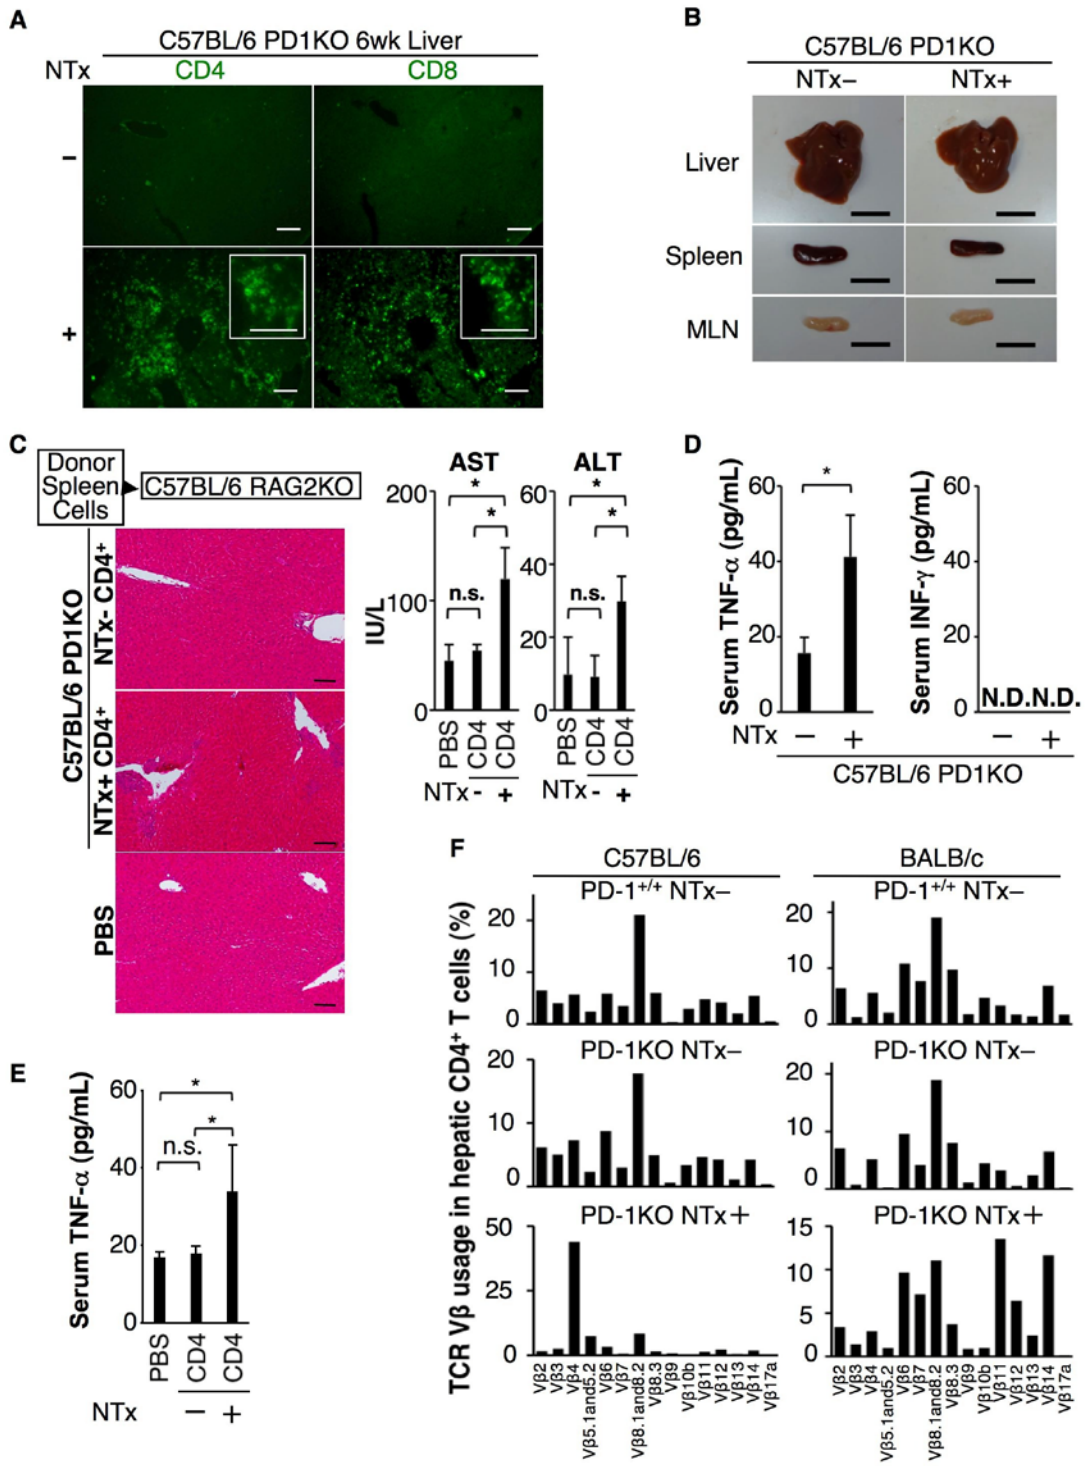 A
C57BL/6 PD1KO 6wk Liver
NTx CD4 CD8
−
+
B
C57BL/6 PD1KO
NTx− NTx+
Liver
Spleen
MLN
C
Donor
Spleen
Cells
C57BL/6 RAG2KO
C57BL/6 PD1KO
NTx- CD4+
NTx+ CD4+
PBS
AST ALT
IU/L
200
100
0
60
40
20
0
*
*
n.s.
*
*
n.s.
PBS CD4 CD4 PBS CD4 CD4
NTx - + NTx - +
D
Serum TNF-α (pg/mL)
60
40
20
0
*
Serum INF-γ (pg/mL)
60
40
20
0
N.D. N.D.
NTx − + − +
C57BL/6 PD1KO
E
Serum TNF-α (pg/mL)
60
40
20
0
*
*
n.s.
PBS CD4 CD4
NTx − +
F
TCR Vβ usage in hepatic CD4+ T cells (%)
C57BL/6 BALB/c
PD-1+/+ NTx− PD-1+/+ NTx−
20 20
10 10
0 0
PD-1KO NTx− PD-1KO NTx−
20 20
10 10
0 0
PD-1KO NTx+ PD-1KO NTx+
50 15
25 10
0 5
0
Vβ2 Vβ3 Vβ4 Vβ5.1and5.2 Vβ6 Vβ7 Vβ8.1and8.2 Vβ8.3 Vβ9 Vβ10b Vβ11 Vβ12 Vβ13 Vβ14 Vβ17a
Vβ2 Vβ3 Vβ4 Vβ5.1and5.2 Vβ6 Vβ7 Vβ8.1and8.2 Vβ8.3 Vβ9 Vβ10b Vβ11 Vβ12 Vβ13 Vβ14 Vβ17a